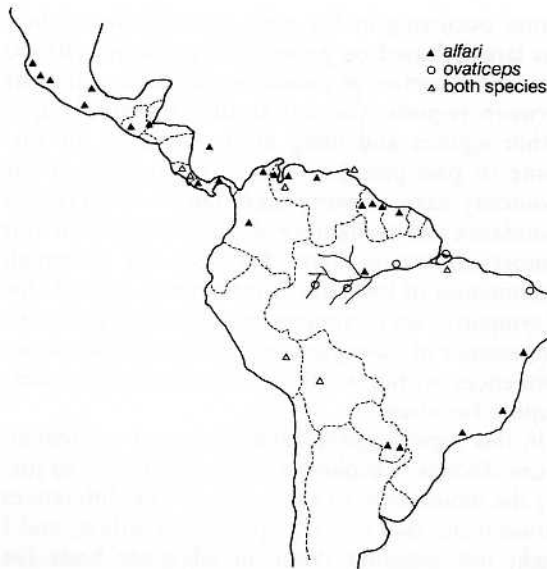 ▲ alfari
○ ovaticeps
△ both species